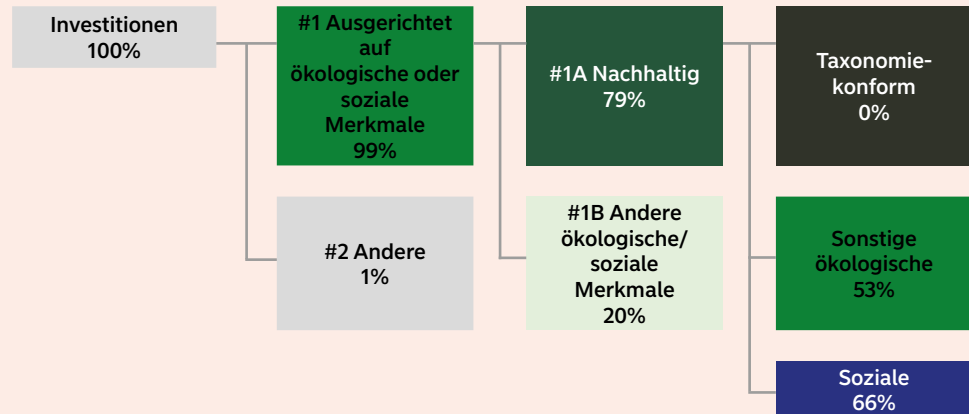 Investitionen
100%
#1 Ausgerichtet
auf
ökologische oder
soziale
Merkmale
99%
#1A Nachhaltig
79%
Taxonomie-
konform
0%
#2 Andere
1%
#1B Andere
ökologische/
soziale
Merkmale
20%
Sonstige
ökologische
53%
Soziale
66%